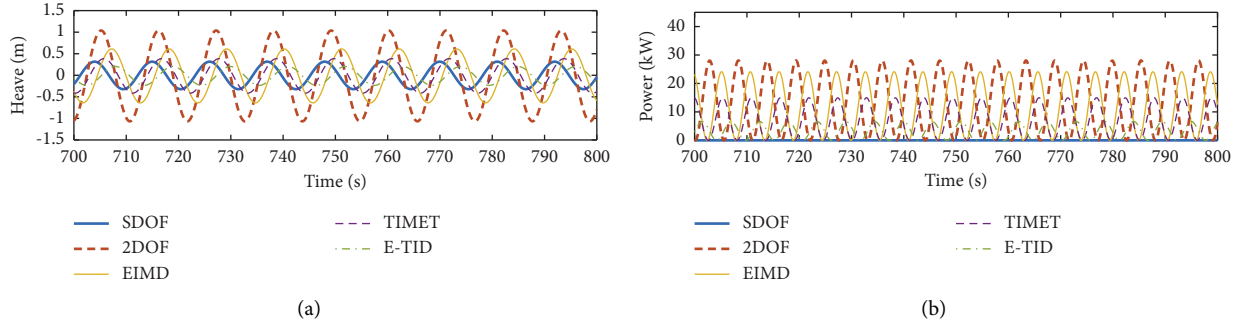 Heave (m)
1.5
1
0.5
0
-0.5
-1
-1.5
700 710 720 730 740 750 760 770 780 790 800
Time (s)
SDOF
2DOF
EIMD
TIMET
E-TID
(a)
Power (kW)
40
30
20
10
0
700 710 720 730 740 750 760 770 780 790 800
Time (s)
SDOF
2DOF
EIMD
TIMET
E-TID
(b)